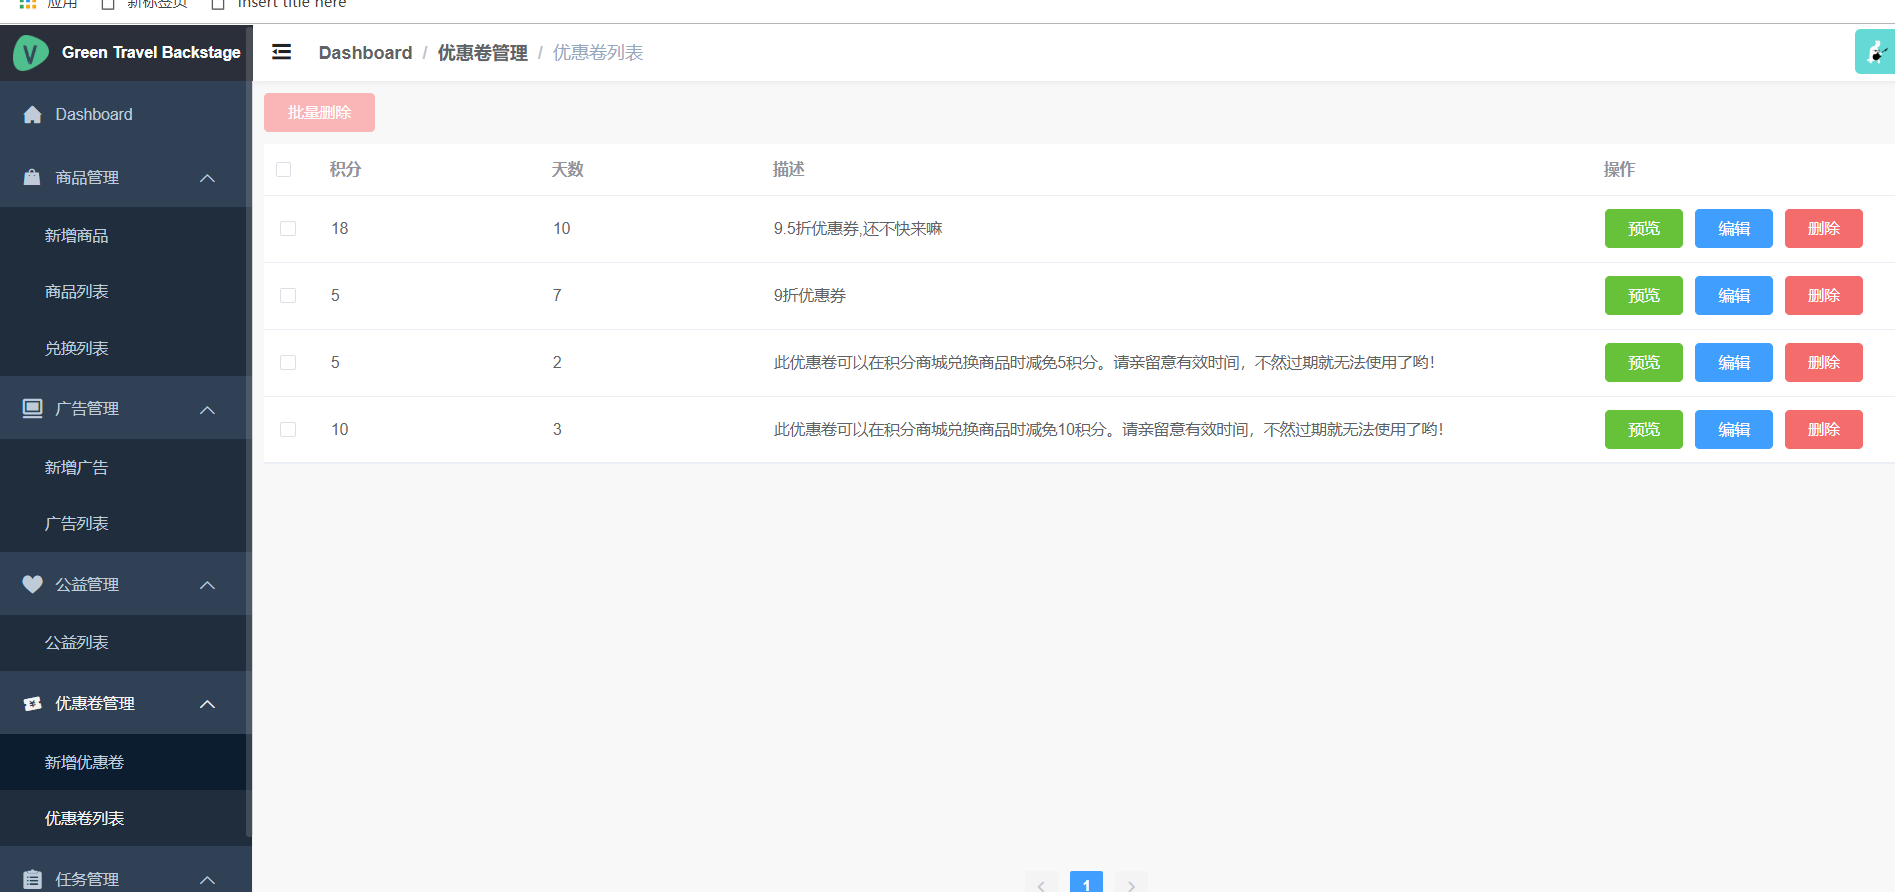 应用 新标签页 Insert title here
Green Travel Backstage
Dashboard / 优惠卷管理 / 优惠卷列表
Dashboard
商品管理
新增商品
商品列表
兑换列表
广告管理
新增广告
广告列表
公益管理
公益列表
优惠卷管理
新增优惠卷
优惠卷列表
任务管理
批量删除
积分 天数 描述 操作
18 10 9.5折优惠券,还不快来嘛 预览 编辑 删除
5 7 9折优惠券 预览 编辑 删除
5 2 此优惠卷可以在积分商城兑换商品时减免5积分。请亲留意有效时间，不然过期就无法使用了哟！ 预览 编辑 删除
10 3 此优惠卷可以在积分商城兑换商品时减免10积分。请亲留意有效时间，不然过期就无法使用了哟！ 预览 编辑 删除
1